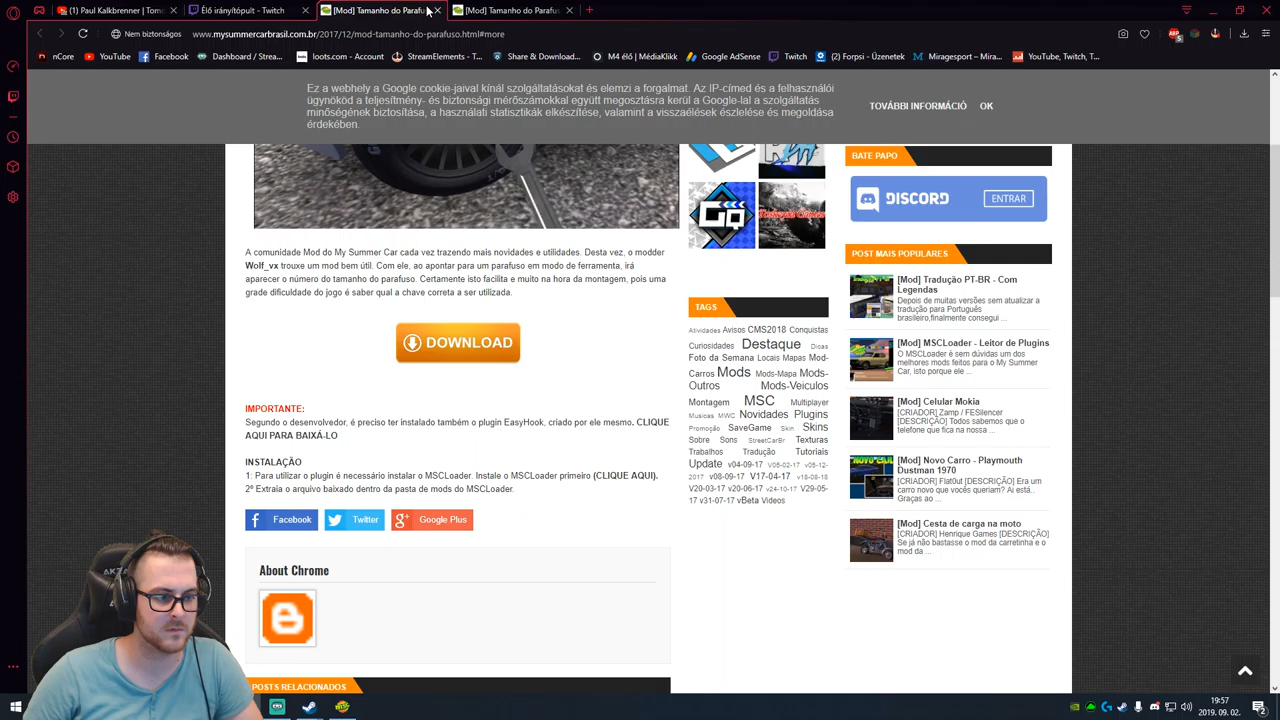 (1) Paul Kalkbrenner | Tom
Élő irányítópult - Twitch
[Mod] Tamanho do Parafu
[Mod] Tamanho do Parafus
Nem biztonságos
www.mysummercarbrasil.com.br/2017/12/mod-tamanho-do-parafuso.html#more
nCore
YouTube
Facebook
Dashboard / Stream...
loots.com - Account
StreamElements - T...
Share & Download...
M4 élő | MédiaKlikk
Google AdSense
Twitch
(2) Forpsi - Üzenetek
Miragesport – Mira...
YouTube, Twitch...
Ez a webhely a Google cookie-jaival kínál szolgáltatásokat és elemzi a forgalmat. Az IP-címed és a felhasználói
ügynököd a teljesítmény- és biztonsági mérőszámokkal együtt megosztásra kerül a Google-lal a szolgáltatás
minőségének biztosítása, a használati statisztikák elkészítése, valamint a visszaélések észlelése és megoldása
érdekében.
TOVÁBBI INFORMÁCIÓ
OK
A comunidade Mod do My Summer Car cada vez trazendo mais novidades e utilidades. Desta vez, o modder
Wolf_vx trouxe um mod bem útil. Com ele, ao apontar para um parafuso em modo de ferramenta, irá
aparecer o número do tamanho do parafuso. Certamente isto facilita e muito na hora da montagem, pois uma
grade dificuldade do jogo é saber qual a chave correta a ser utilizada.
DOWNLOAD
IMPORTANTE:
Segundo o desenvolvedor, é preciso ter instalado também o plugin EasyHook, criado por ele mesmo. CLIQUE
AQUI PARA BAIXÁ-LO
INSTALAÇÃO
1. Para utilizar o plugin é necessário instalar o MSCLoader. Instale o MSCLoader primeiro (CLIQUE AQUI).
2º Extraia o arquivo baixado dentro da pasta de mods do MSCLoader.
Facebook
Twitter
Google Plus
About Chrome
POSTS RELACIONADOS
TAGS
Atividades Avisos CMS2018 Conquistas
Curiosidades Destaque Dicas
Foto da Semana Locais Mapas Mod-
Carros Mods Mods-Mapa Mods-
Outros Mods-Veiculos
Montagem MSC Multiplayer
Musicas MWC Novidades Plugins
Promoção SaveGame Skin Skins
Sobre Sons StreetCarBr Texturas
Trabalhos Tradução Tutoriais
Update v04-09-17 V05-02-17 v05-12-
2017 v08-09-17 V17-04-17 v18-08-18
V20-03-17 v20-06-17 v24-10-17 V29-05-
17 v31-07-17 vBeta Videos
BATE PAPO
DISCORD
ENTRAR
POST MAIS POPULARES
[Mod] Tradução PT-BR - Com
Legendas
Depois de muitas versões sem atualizar a
tradução para Português
brasileiro,finalmente consegui ...
[Mod] MSCLoader - Leitor de Plugins
O MSCLoader é sem dúvidas um dos
melhores mods feitos para o My Summer
Car, isto porque ele ...
[Mod] Celular Mokia
[CRIADOR] Zamp / FESilencer
[DESCRIÇÃO] Todos sabemos que o
telefone que fica na nossa ...
[Mod] Novo Carro - Playmouth
Dustman 1970
[CRIADOR] Flat0ut [DESCRIÇÃO] Era um
carro novo que vocês queriam? Ai está..
Graças ao ...
[Mod] Cesta de carga na moto
[CRIADOR] Henrique Games [DESCRIÇÃO]
Se já não bastasse o mod da carretinha e o
mod da ...
19:57
2019. 09. 02.